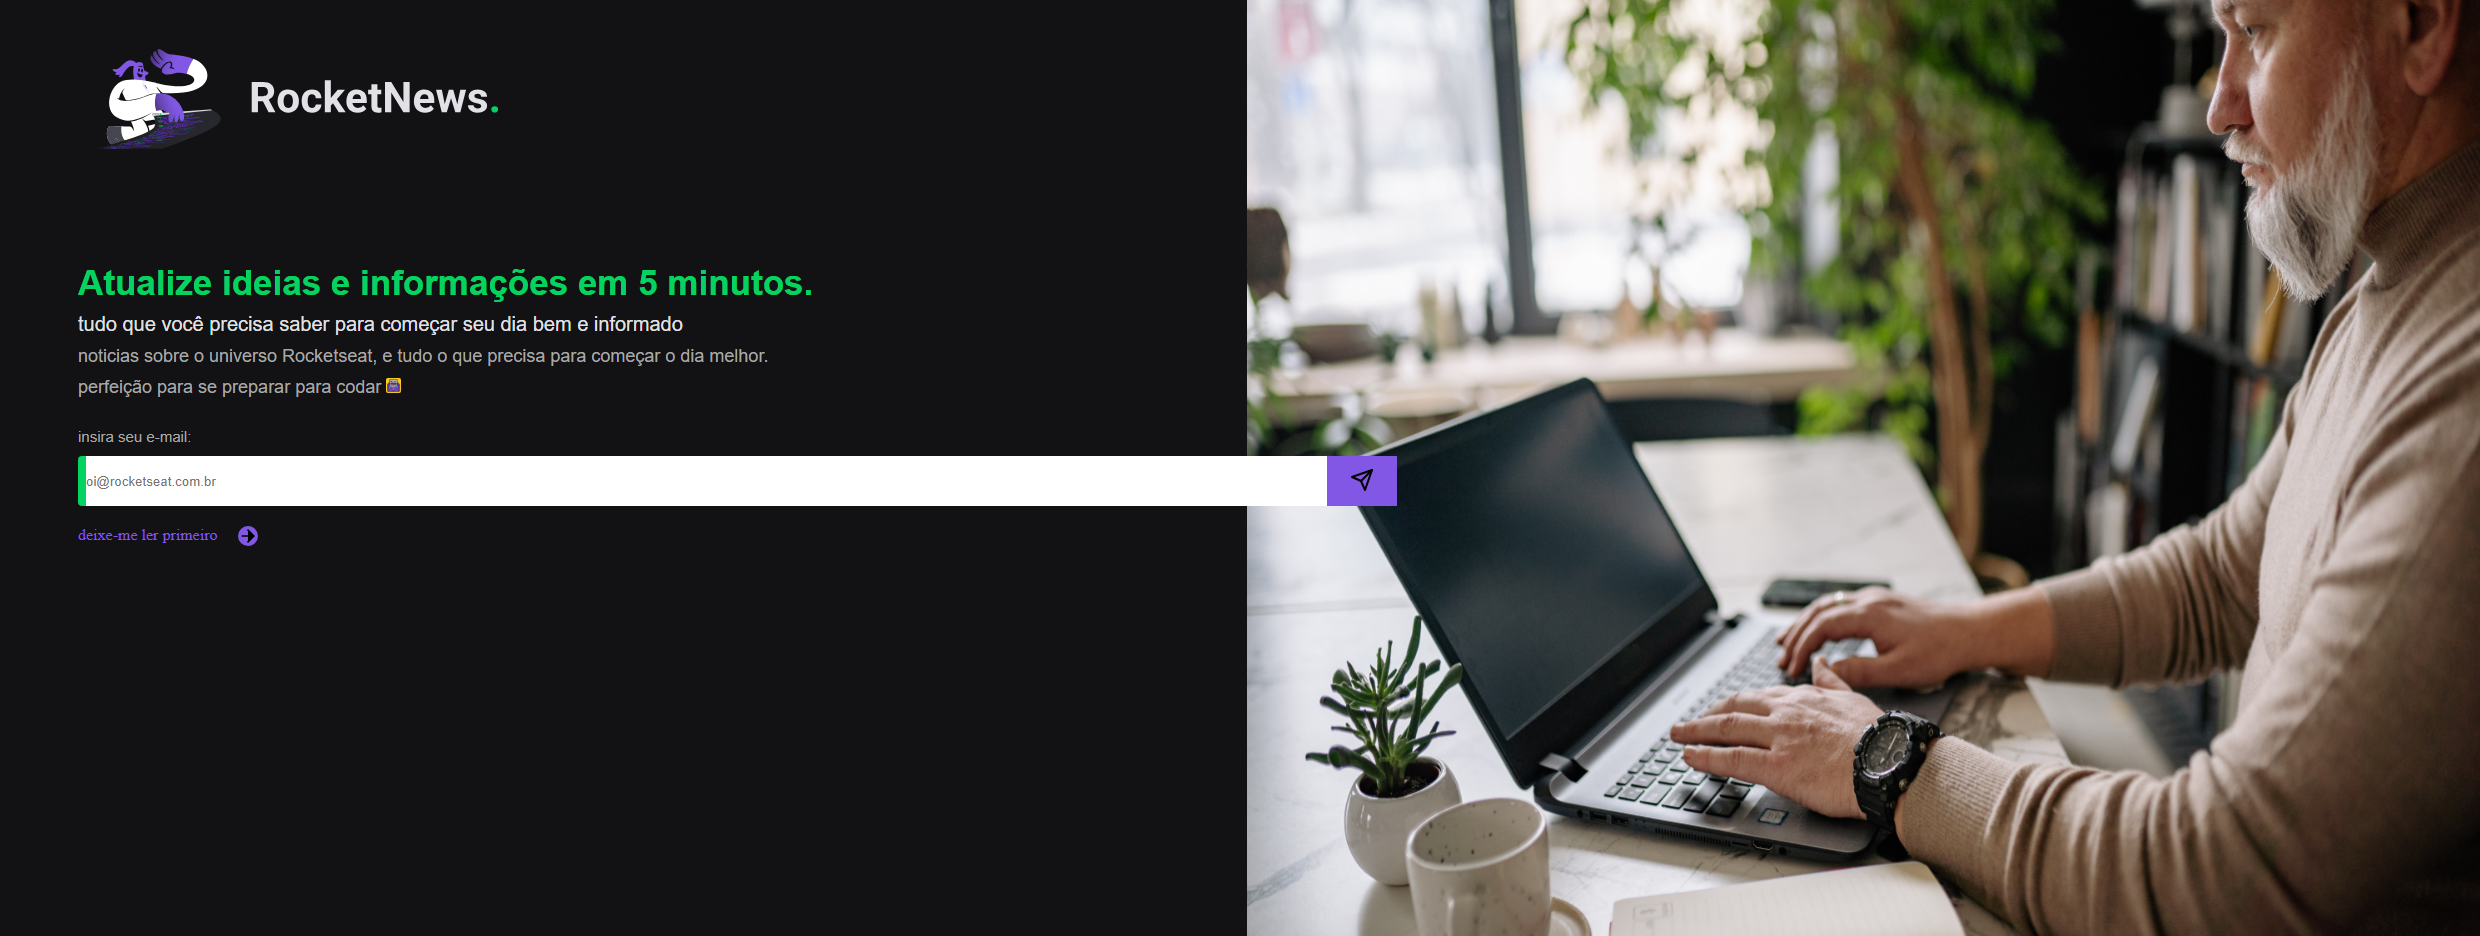 RocketNews.
Atualize ideias e informações em 5 minutos.
tudo que você precisa saber para começar seu dia bem e informado
noticias sobre o universo Rocketseat, e tudo o que precisa para começar o dia melhor.
perfeição para se preparar para codar
insira seu e-mail:
oi@rocketseat.com.br
deixe-me ler primeiro